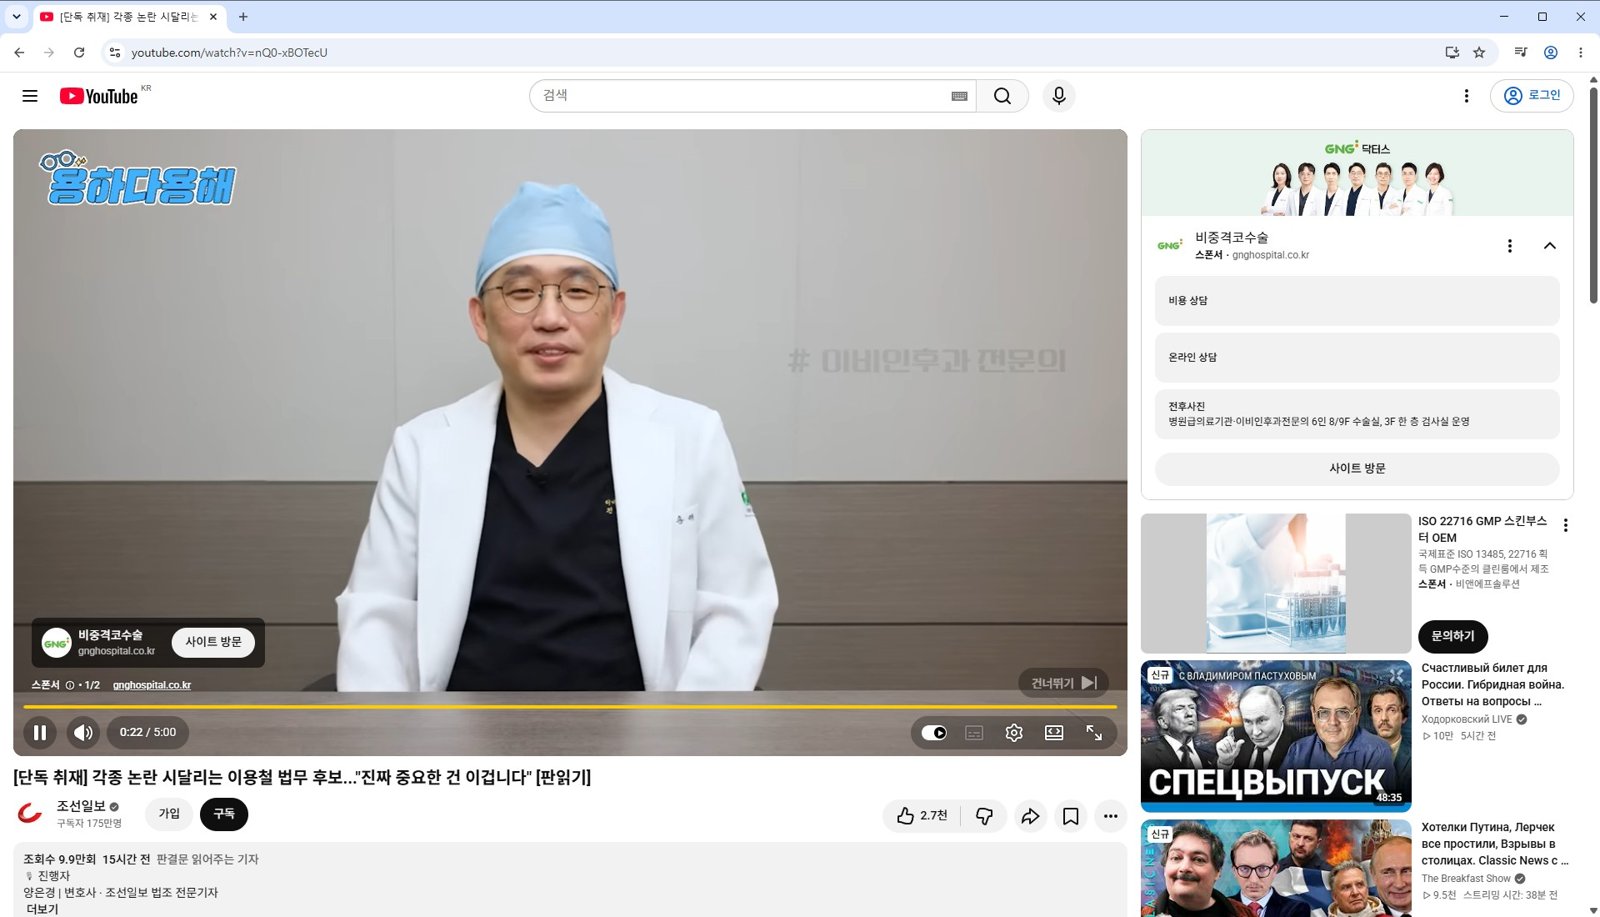 [단독 취재] 각종 논란 시달리는
youtube.com/watch?v=nQ0-xBOTecU
YouTube KR
검색
로그인
용하다용해
# 이비인후과 전문의
GNG
비중격코수술
gnghospital.co.kr
사이트 방문
스폰서 · 1/2 gnghospital.co.kr
건너뛰기
0:22 / 5:00
[단독 취재] 각종 논란 시달리는 이용철 법무 후보..."진짜 중요한 건 이겁니다" [판읽기]
조선일보
구독자 175만명
가입
구독
2.7천
조회수 9.9만회 15시간 전 판결문 읽어주는 기자
🎙 진행자
양은경 | 변호사 · 조선일보 법조 전문기자
더보기
GNG 닥터스
GNG
비중격코수술
스폰서 · gnghospital.co.kr
비용 상담
온라인 상담
전후사진
병원급의료기관·이비인후과전문의 6인 8/9F 수술실, 3F 한 층 검사실 운영
사이트 방문
ISO 22716 GMP 스킨부스
터 OEM
국제표준 ISO 13485, 22716 획
득 GMP수준의 클린룸에서 제조
스폰서 · 비앤에프솔루션
문의하기
신규
С ВЛАДИМИРОМ ПАСТУХОВЫМ
СПЕЦВЫПУСК
48:35
Счастливый билет для
России. Гибридная война.
Ответы на вопросы ...
Ходорковский LIVE
10만 5시간 전
신규
Хотелки Путина, Лерчек
все простили, Взрывы в
столицах. Classic News с ...
The Breakfast Show
9.5천 스트리밍 시간: 38분 전